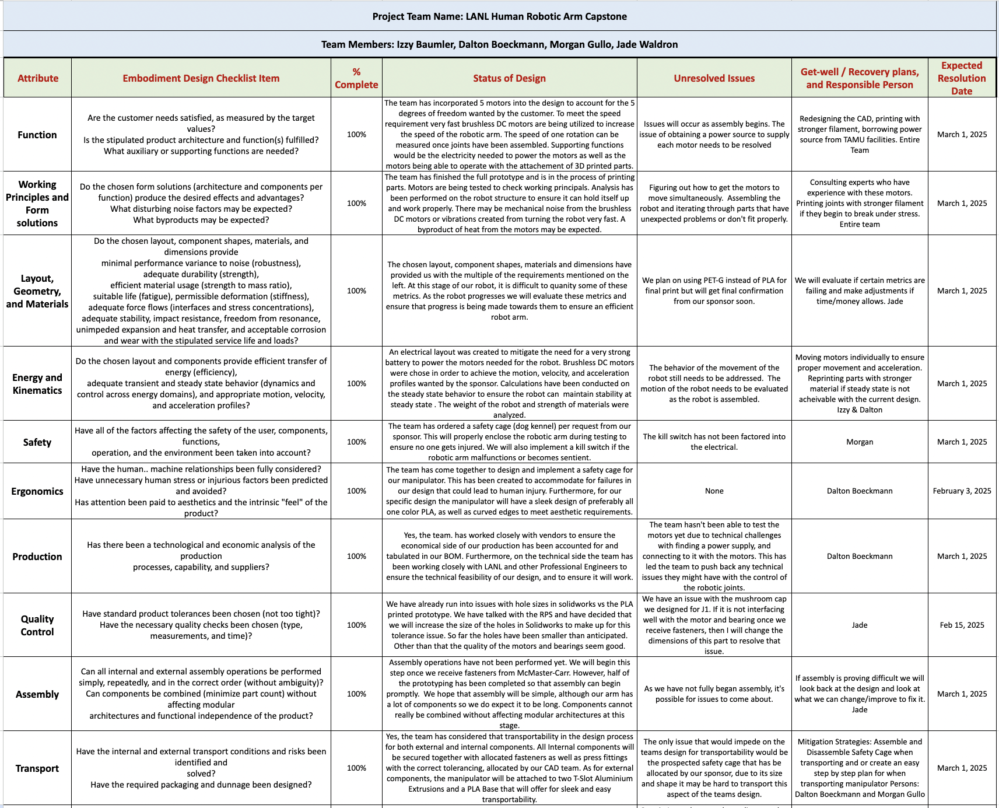 Project Team Name: LANL Human Robotic Arm Capstone
Team Members: Izzy Baumler, Dalton Boeckmann, Morgan Gullo, Jade Waldron
Attribute
Embodiment Design Checklist Item
%
Complete
Status of Design
Unresolved Issues
Get-well / Recovery plans,
and Responsible Person
Expected
Resolution
Date
Function
Are the customer needs satisfied, as measured by the target
values?
Is the stipulated product architecture and function(s) fulfilled?
What auxiliary or supporting functions are needed?
100%
The team has incorporated 5 motors into the design to account for the 5
degrees of freedom wanted by the customer. To meet the speed
requirement very fast brushless DC motors are being utilized to increase
the speed of the robotic arm. The speed of one rotation can be
measured once joints have been assembled. Supporting functions
would be the electricity needed to power the motors as well as the
motors being able to operate with the attachement of 3D printed parts.
Issues will occur as assembly begins. The
issue of obtaining a power source to supply
each motor needs to be resolved
Redesigning the CAD, printing with
stronger filament, borrowing power
source from TAMU facilities. Entire
Team
March 1, 2025
Working
Principles and
Form
solutions
Do the chosen form solutions (architecture and components per
function) produce the desired effects and advantages?
What disturbing noise factors may be expected?
What byproducts may be expected?
100%
The team has finished the full prototype and is in the process of printing
parts. Motors are being tested to check working principals. Analysis has
been performed on the robot structure to ensure it can hold itself up
and work properly. There may be mechanical noise from the brushless
DC motors or vibrations created from turning the robot very fast. A
byproduct of heat from the motors may be expected.
Figuring out how to get the motors to
move simultaneously.  Assembling the
robot and iterating through parts that have
unexpected problems or don't fit properly.
Consulting experts who have
experience with these motors.
Printing joints with stronger filament
if they begin to break under stress.
Entire team
March 1, 2025
Layout,
Geometry,
and Materials
Do the chosen layout, component shapes, materials, and
dimensions provide
minimal performance variance to noise (robustness),
adequate durability (strength),
efficient material usage (strength to mass ratio),
suitable life (fatigue), permissible deformation (stiffness),
adequate force flows (interfaces and stress concentrations),
adequate stability, impact resistance, freedom from resonance,
unimpeded expansion and heat transfer, and acceptable corrosion
and wear with the stipulated service life and loads?
100%
The chosen layout, component shapes, materials and dimensions have
provided us with the multiple of the requirements mentioned on the
left. At this stage of our robot, it is difficult to quanity some of these
metrics. As the robot progresses we will evaluate these metrics and
ensure that progress is being made towards them to ensure an efficient
robot arm.
We plan on using PET-G instead of PLA for
final print but will get final confirmation
from our sponsor soon.
We will evaluate if certain metrics are
failing and make adjustments if
time/money allows. Jade
March 1, 2025
Energy and
Kinematics
Do the chosen layout and components provide efficient transfer of
energy (efficiency),
adequate transient and steady state behavior (dynamics and
control across energy domains), and appropriate motion, velocity,
and acceleration profiles?
100%
An electrical layout was created to mitigate the need for a very strong
battery to power the motors needed for the robot. Brushless DC motors
were chose in order to achieve the motion, velocity, and acceleration
profiles wanted by the sponsor. Calculations have been conducted on
the steady state behavior to ensure the robot can  maintain stability at
steady state . The weight of the robot and strength of materials were
analyzed.
The behavior of the movement of the
robot still needs to be addressed.  The
motion of the robot needs to be evaluated
as the robot is assembled.
Moving motors individually to ensure
proper movement and acceleration.
Reprinting parts with stronger
material if steady state is not
acheivable with the current design.
Izzy & Dalton
March 1, 2025
Safety
Have all of the factors affecting the safety of the user, components,
functions,
operation, and the environment been taken into account?
100%
The team has ordered a safety cage (dog kennel) per request from our
sponsor. This will properly enclose the robotic arm during testing to
ensure no one gets injured. We will also implement a kill switch if the
robotic arm malfunctions or becomes sentient.
The kill switch has not been factored into
the electrical.
Morgan
March 1, 2025
Ergonomics
Have the human.. machine relationships been fully considered?
Have unnecessary human stress or injurious factors been predicted
and avoided?
Has attention been paid to aesthetics and the intrinsic "feel" of the
product?
100%
The team has come together to design and implement a safety cage for
our manipulator. This has been created to accommodate for failures in
our design that could lead to human injury. Furthermore, for our
specific design the manipulator will have a sleek design of preferably all
one color PLA, as well as curved edges to meet aesthetic requirements.
None
Dalton Boeckmann
February 3, 2025
Production
Has there been a technological and economic analysis of the
production
processes, capability, and suppliers?
100%
Yes, the team. has worked closely with vendors to ensure the
economical side of our production has been accounted for and
tabulated in our BOM. Furthermore, on the technical side the team has
been working closely with LANL and other Professional Engineers to
ensure the technical feasibility of our design, and to ensure it will work.
The team hasn't been able to test the
motors yet due to technical challenges
with finding a power supply, and
connecting to it with the motors. This has
led the team to push back any technical
issues they might have with the control of
the robotic joints.
Dalton Boeckmann
March 1, 2025
Quality
Control
Have standard product tolerances been chosen (not too tight)?
Have the necessary quality checks been chosen (type,
measurements, and time)?
100%
We have already run into issues with hole sizes in solidworks vs the PLA
printed prototype. We have talked with the RPS and have decided that
we will increase the size of the holes in Solidworks to make up for this
tolerance issue. So far the holes have been smaller than anticipated.
Other than that the quality of the motors and bearings seem good.
We have an issue with the mushroom cap
we designed for J1. If it is not interfacing
well with the motor and bearing once we
receive fasteners, then I will change the
dimensions of this part to resolve that
issue.
Jade
Feb 15, 2025
Assembly
Can all internal and external assembly operations be performed
simply, repeatedly, and in the correct order (without ambiguity)?
Can components be combined (minimize part count) without
affecting modular
architectures and functional independence of the product?
100%
Assembly operations have not been performed yet. We will begin this
step once we receive fasteners from McMaster-Carr. However, half of
the prototyping has been completed so that assembly can begin
promptly.  We hope that assembly will be simple, although our arm has
a lot of components so we do expect it to be long. Components cannot
really be combined without affecting modular architectures at this
stage.
As we have not fully began assembly, it's
possible for issues to come about.
If assembly is proving difficult we will
look back at the design and look at
what we can change/improve to fix it.
Jade
March 1, 2025
Transport
Have the internal and external transport conditions and risks been
identified and
solved?
Have the required packaging and dunnage been designed?
100%
Yes, the team has considered that transportability in the design process
for both external and internal components. All Internal components will
be secured together with allocated fasteners as well as press fittings
with the correct tolerancing, allocated by our CAD team. As for external
components, the manipulator will be attached to two T-Slot Aluminium
Extrusions and a PLA Base that will offer for sleek and easy
transportability.
The only issue that would impede on the
teams design for transportability would be
the prospected safety cage that has be
allocated by our sponsor, due to its size
and shape it may be hard to transport this
aspect of the teams design.
Mitigation Strategies: Assemble and
Disassemble Safety Cage when
transporting and or create an easy
step by step plan for when
transporting manipulator Persons:
Dalton Boeckmann and Morgan Gullo
March 1, 2025